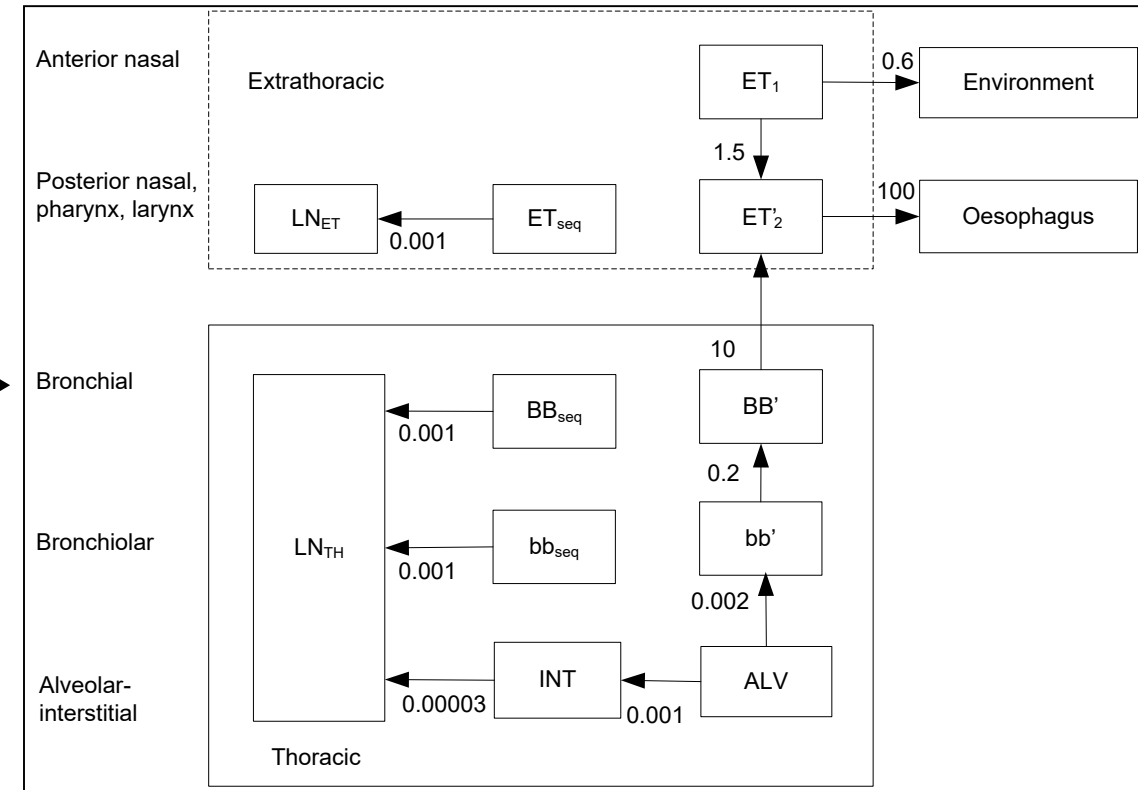 Anterior nasal
Extrathoracic
ET₁
0.6
Environment
1.5
Posterior nasal,
pharynx, larynx
LN_ET
0.001
ET_seq
ET'₂
100
Oesophagus
10
Bronchial
BB_seq
0.001
BB'
0.2
Bronchiolar
LN_TH
bb_seq
0.001
bb'
0.002
Alveolar-
interstitial
INT
0.00003
ALV
0.001
Thoracic